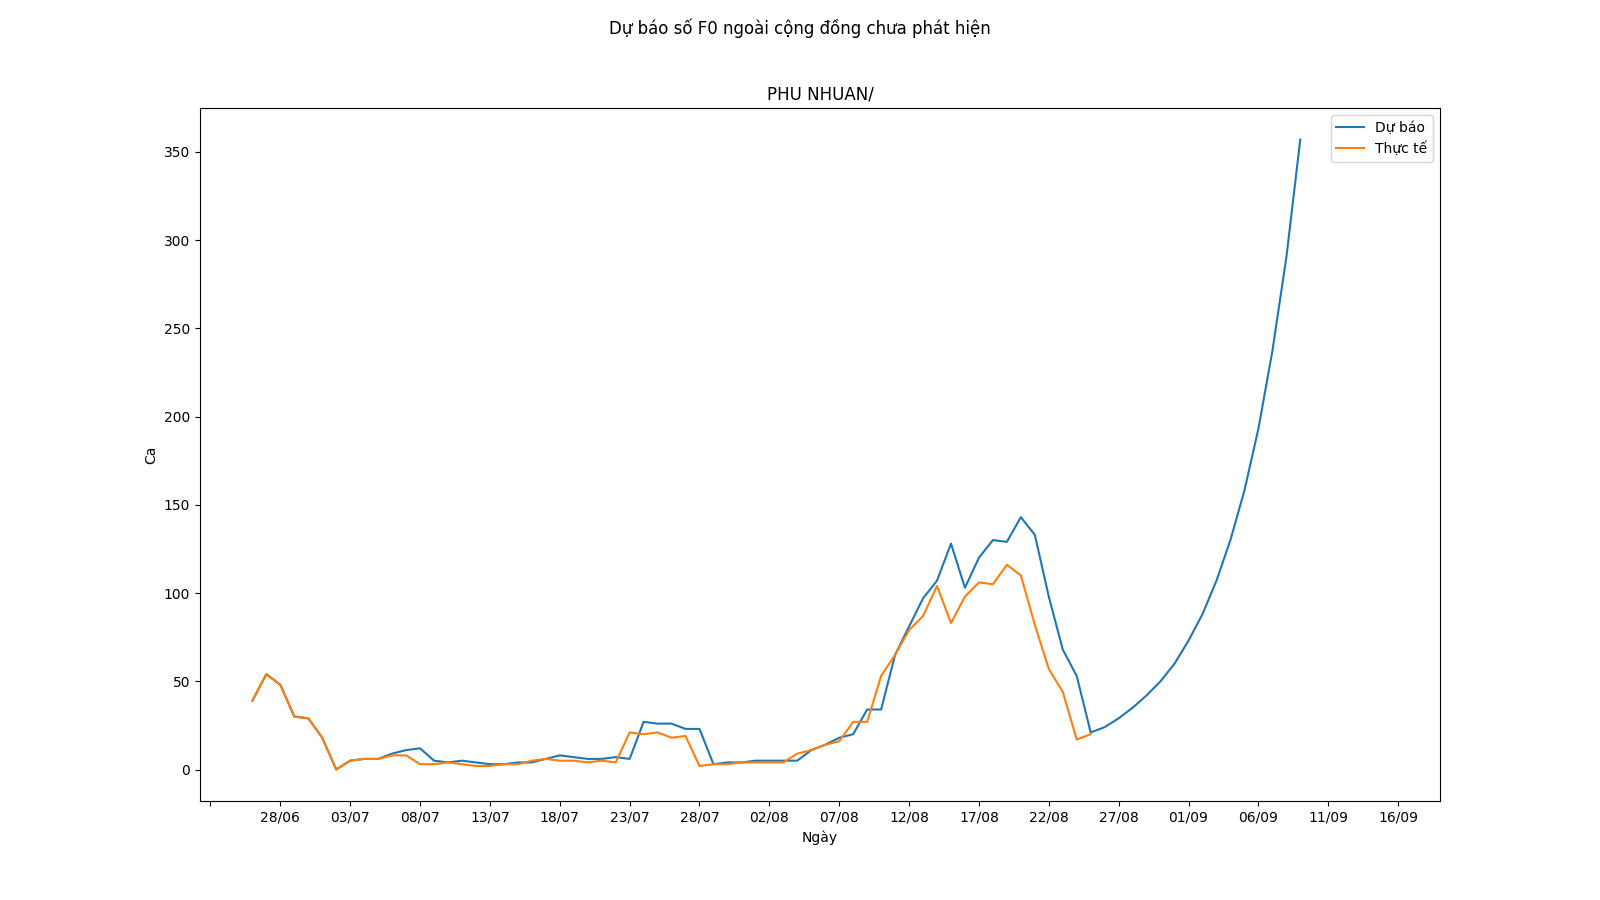 Dự báo số F0 ngoài cộng đồng chưa phát hiện
PHU NHUAN/
Dự báo
Thực tế
350
300
250
200
150
100
50
0
Ca
28/06 03/07 08/07 13/07 18/07 23/07 28/07 02/08 07/08 12/08 17/08 22/08 27/08 01/09 06/09 11/09 16/09
Ngày